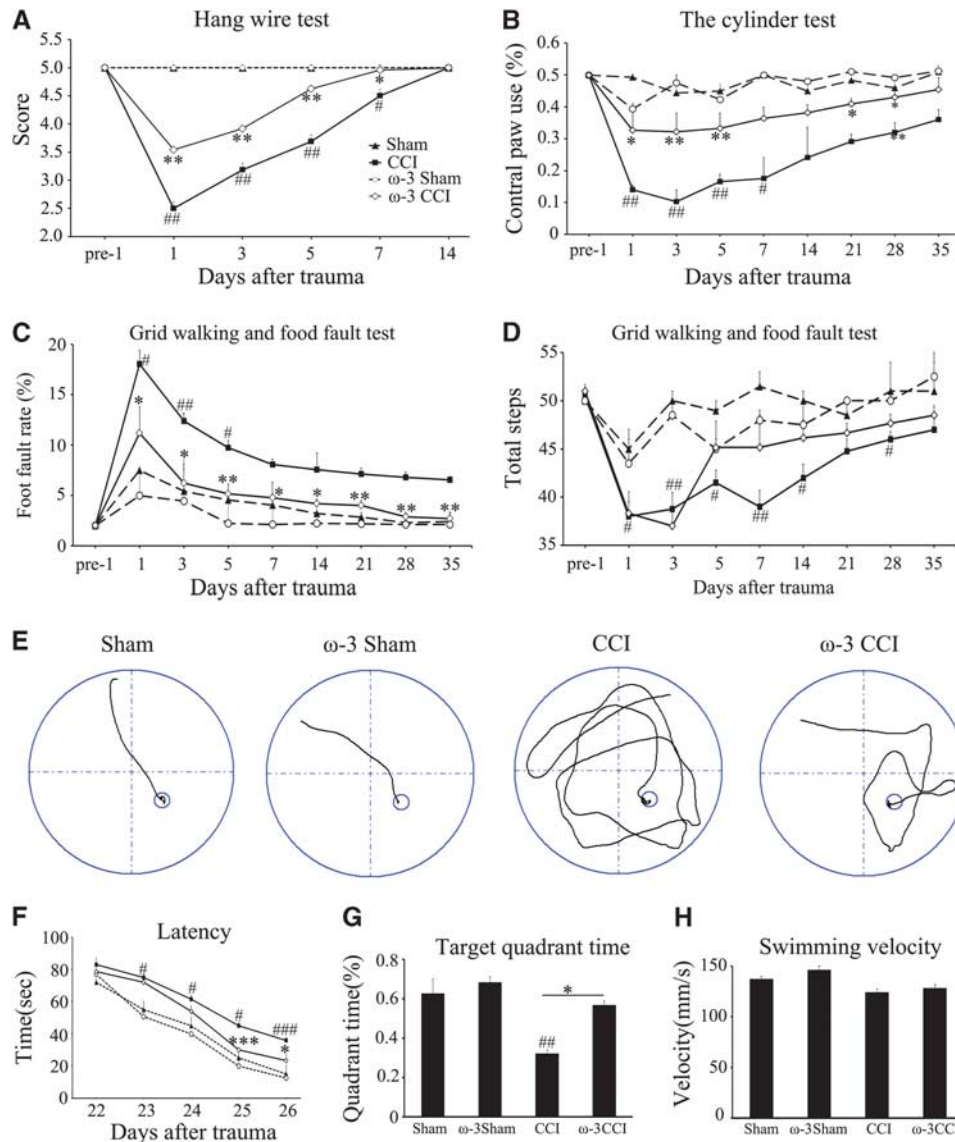 A
Hang wire test
Score
5.0
4.5
4.0
3.5
3.0
2.5
2.0
** ** ** *
## ## ## #
Sham
CCI
ω-3 Sham
ω-3 CCI
pre-1 1 3 5 7 14
Days after trauma
B
The cylinder test
Contral paw use (%)
0.6
0.5
0.4
0.3
0.2
0.1
0
* ** ** * *
**
## ## ## #
pre-1 1 3 5 7 14 21 28 35
Days after trauma
C
Grid walking and food fault test
Foot fault rate (%)
20
15
10
5
0
# ## #
* * ** * * ** ** **
pre-1 1 3 5 7 14 21 28 35
Days after trauma
D
Grid walking and food fault test
Total steps
55
50
45
40
35
# ## # ## # #
pre-1 1 3 5 7 14 21 28 35
Days after trauma
E
Sham ω-3 Sham CCI ω-3 CCI
F
Latency
Time(sec)
100
80
60
40
20
0
# # # ###
*** *
22 23 24 25 26
Days after trauma
G
Target quadrant time
Quadrant time(%)
0.8
0.6
0.4
0.2
0
##
*
Sham ω-3Sham CCI ω-3CCI
H
Swimming velocity
Velocity(mm/s)
150
100
50
0
Sham ω-3Sham CCI ω-3CCI